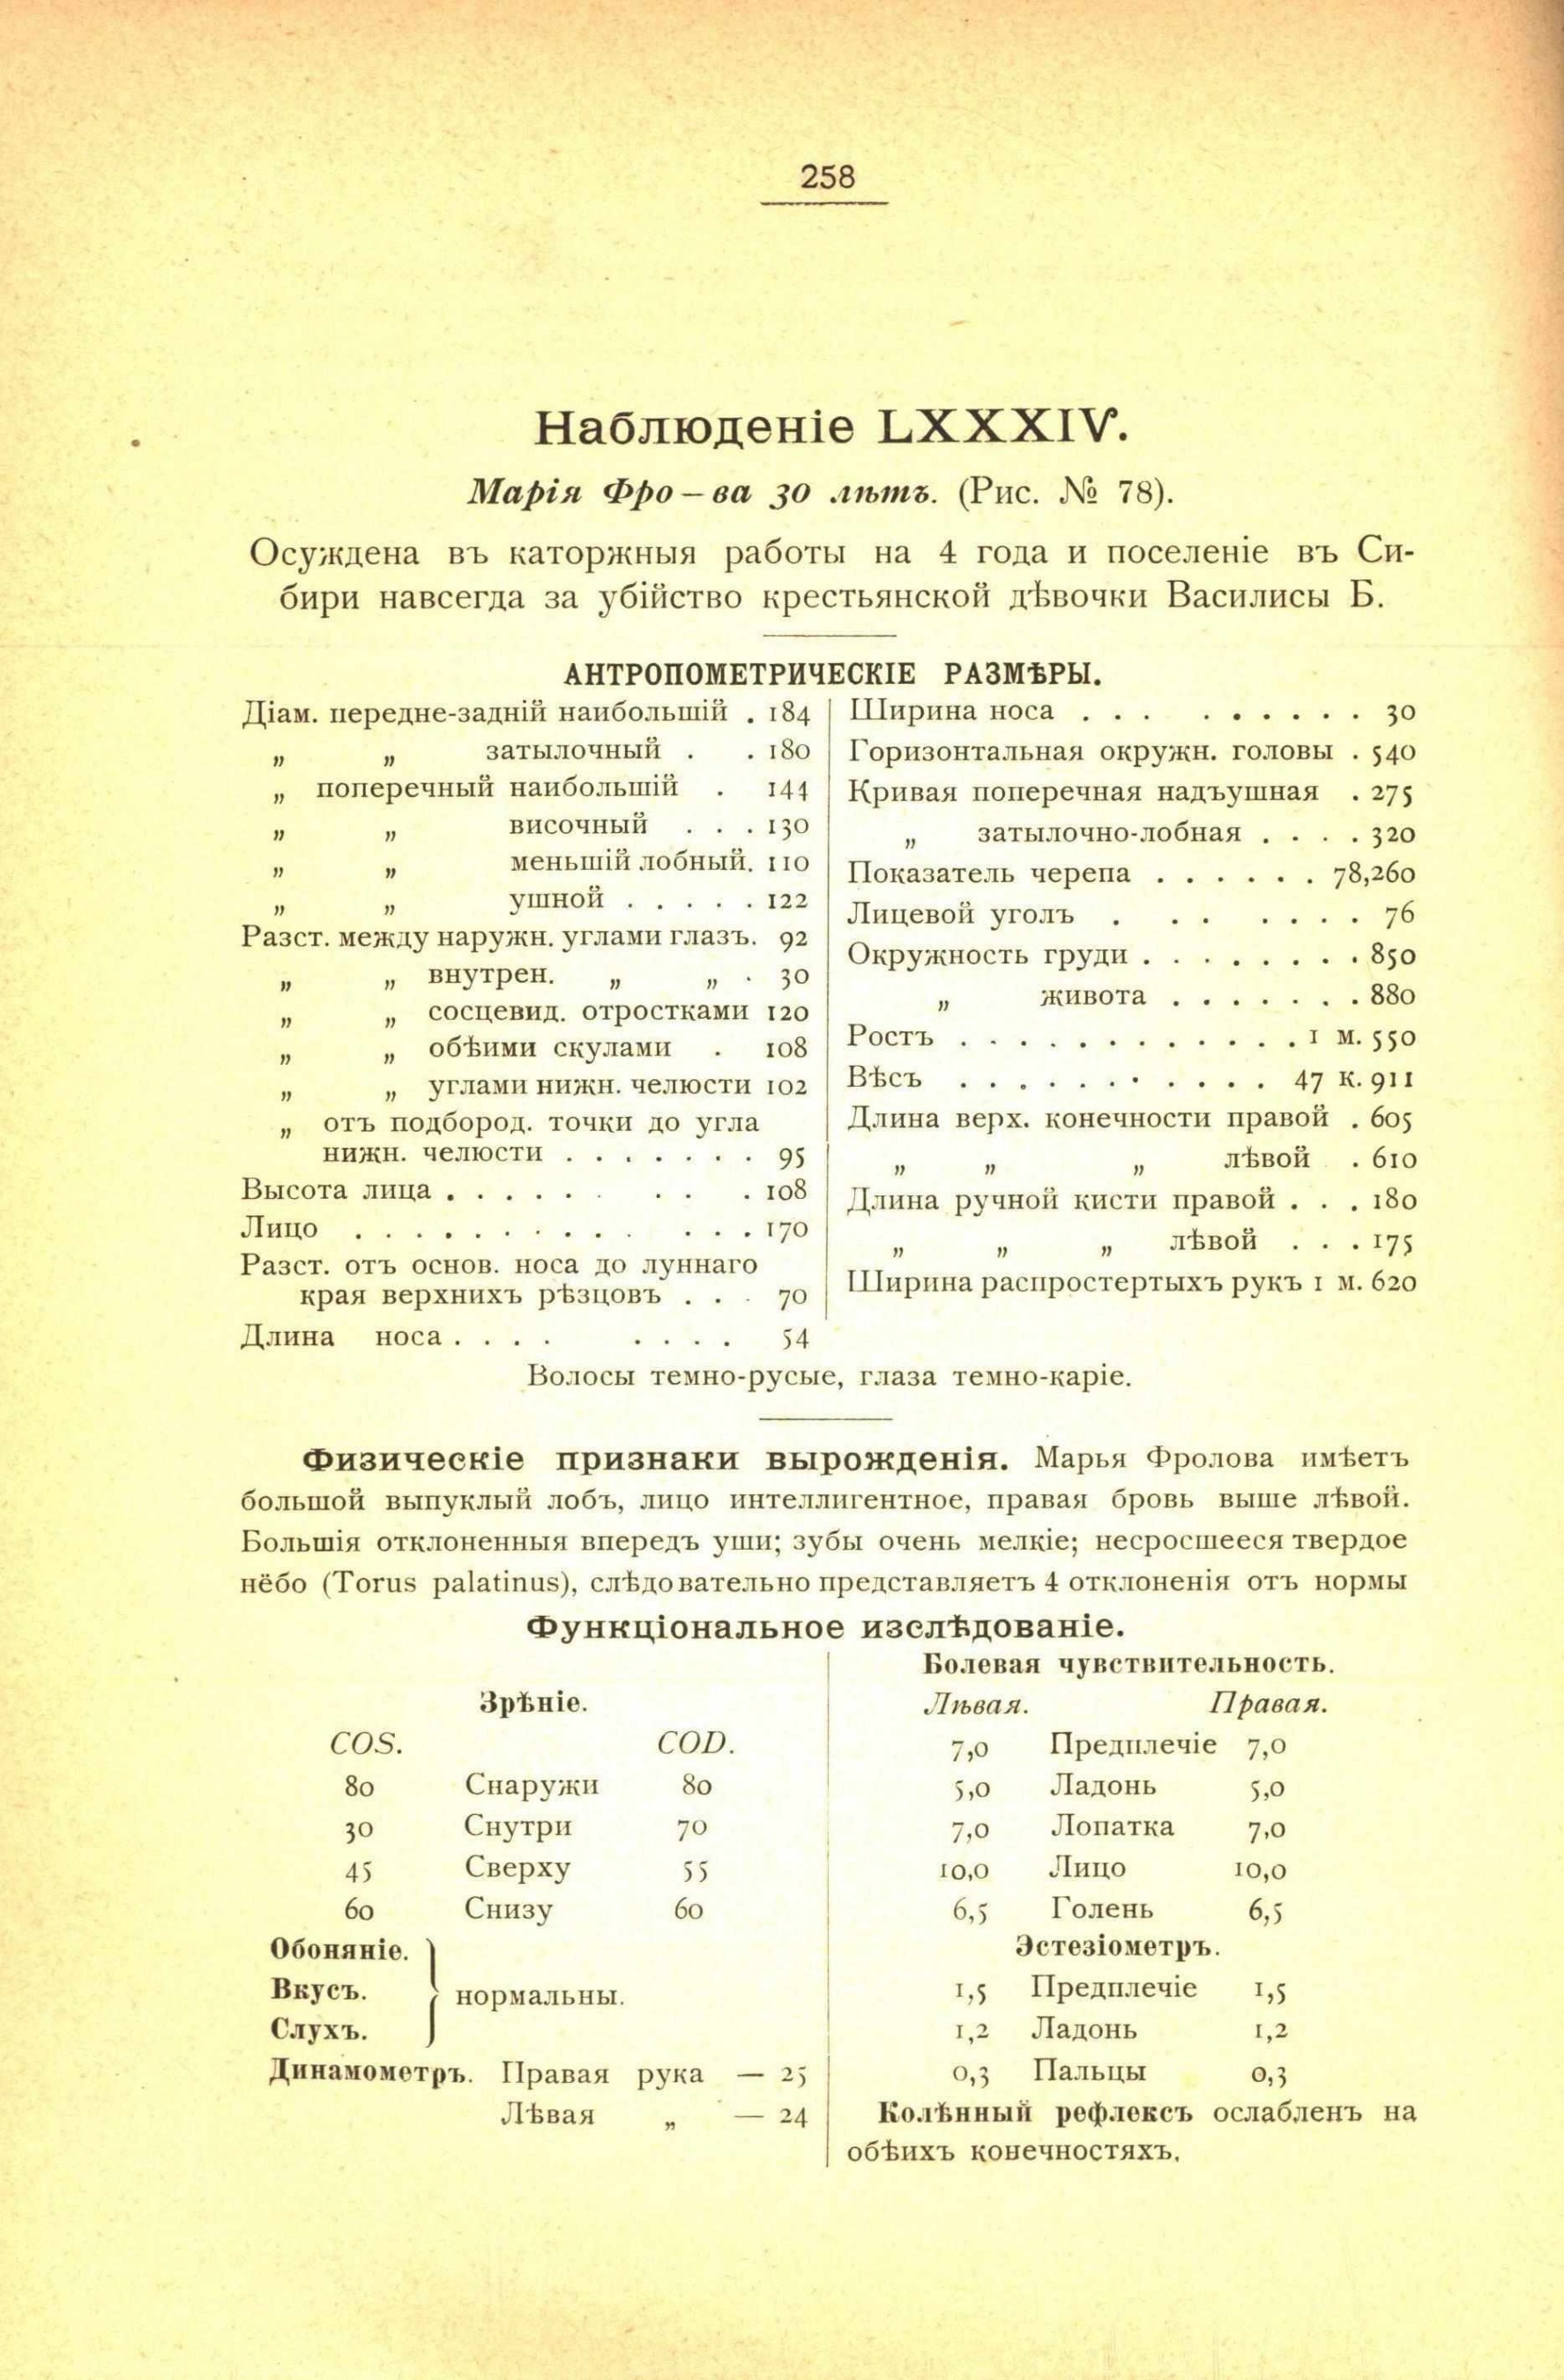 258
Наблюденіе LXXXIV.
Марія Фро – ва 30 лѣтъ. (Рис. № 78).
Осуждена въ каторжныя работы на 4 года и поселеніе въ Си-
бири навсегда за убійство крестьянской дѣвочки Василисы Б.
АНТРОПОМЕТРИЧЕСКІЕ РАЗМѢРЫ.
Діам. передне-задній наибольшій . 184
„ „ затылочный . . 180
„ поперечный наибольшій . 144
„ „ височный . . . 130
„ „ меньшій лобный. 110
„ „ ушной . . . . . 122
Разст. между наружн. углами глазъ. 92
„ „ внутрен. „ „ . 30
„ „ сосцевид. отростками 120
„ „ обѣими скулами . 108
„ „ углами нижн. челюсти 102
„ отъ подбород. точки до угла
нижн. челюсти . . . . . . . 95
Высота лица . . . . . . . . 108
Лицо . . . . . . . . . . . . . 170
Разст. отъ основ. носа до луннаго
края верхнихъ рѣзцовъ . . . 70
Длина носа . . . . . . . . 54
Ширина носа . . . . . . . . . 30
Горизонтальная окружн. головы . 540
Кривая поперечная надъушная . 275
„ затылочно-лобная . . . . 320
Показатель черепа . . . . . . 78,260
Лицевой уголъ . . . . . . . 76
Окружность груди . . . . . . . . 850
„ живота . . . . . . . 880
Ростъ . . . . . . . . . . . . 1 м. 550
Вѣсъ . . . . . . . . . . . 47 к. 911
Длина верх. конечности правой . 605
„ „ „ лѣвой . 610
Длина ручной кисти правой . . . 180
„ „ „ лѣвой . . . 175
Ширина распростертыхъ рукъ 1 м. 620
Волосы темно-русые, глаза темно-каріе.
Физическіе признаки вырожденія. Марья Фролова имѣетъ
большой выпуклый лобъ, лицо интеллигентное, правая бровь выше лѣвой.
Большія отклоненныя впередъ уши; зубы очень мелкіе; несросшееся твердое
нёбо (Torus palatinus), слѣдовательно представляетъ 4 отклоненія отъ нормы
Функціональное изслѣдованіе.
Зрѣніе.
COS. COD.
80 Снаружи 80
30 Снутри 70
45 Сверху 55
60 Снизу 60
Обоняніе.
Вкусъ. нормальны.
Слухъ.
Динамометръ. Правая рука — 25
Лѣвая „ — 24
Болевая чувствительность.
Лѣвая. Правая.
7,0 Предплечіе 7,0
5,0 Ладонь 5,0
7,0 Лопатка 7,0
10,0 Лицо 10,0
6,5 Голень 6,5
Эстезіометръ.
1,5 Предплечіе 1,5
1,2 Ладонь 1,2
0,3 Пальцы 0,3
Колѣнный рефлексъ ослабленъ на
обѣихъ конечностяхъ.